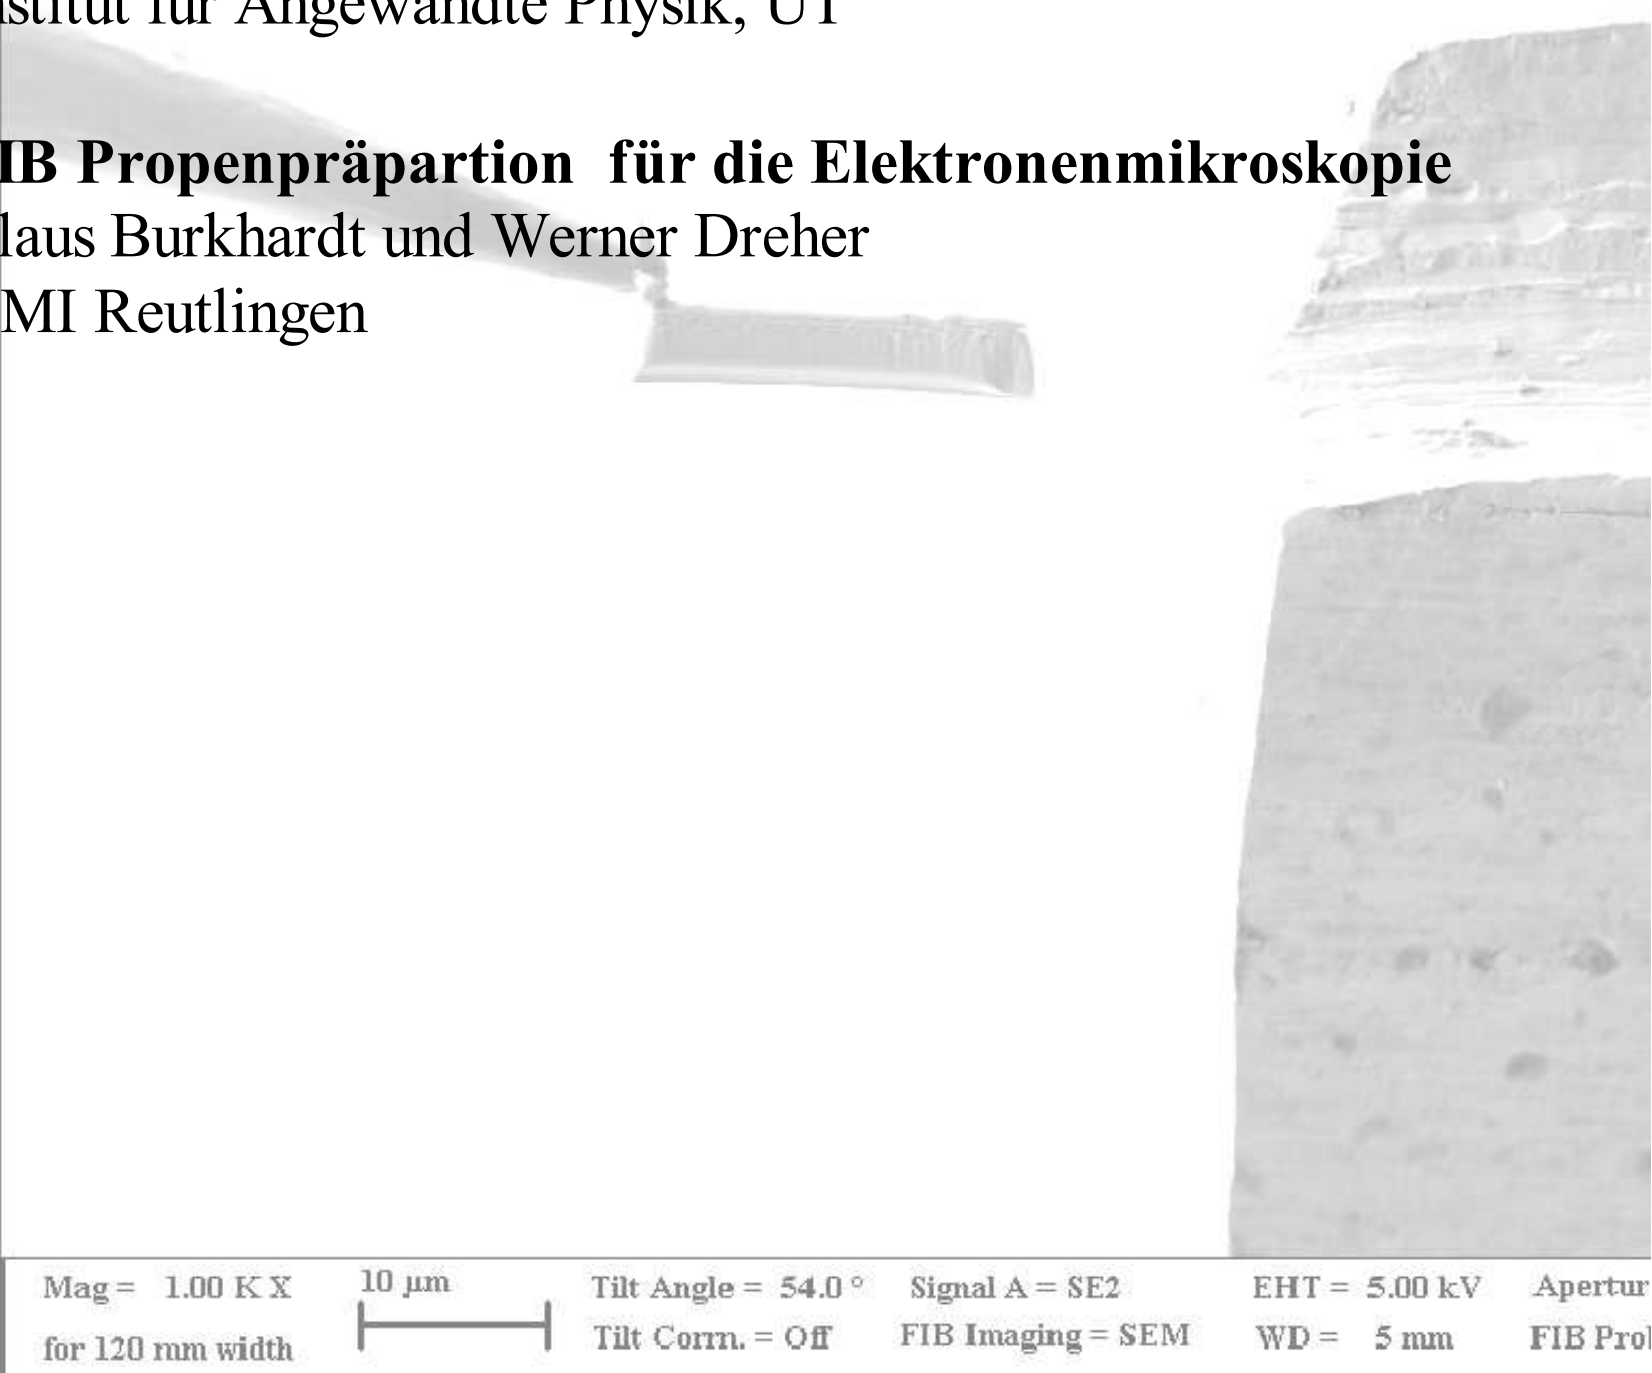 nstitut für Angewandte Physik, UT
IB Propenpräpartion für die Elektronenmikroskopie
laus Burkhardt und Werner Dreher
MI Reutlingen
Mag = 1.00 K X 10 µm Tilt Angle = 54.0 ° Signal A = SE2 EHT = 5.00 kV Apertur
for 120 mm width Tilt Corrn. = Off FIB Imaging = SEM WD = 5 mm FIB Prob